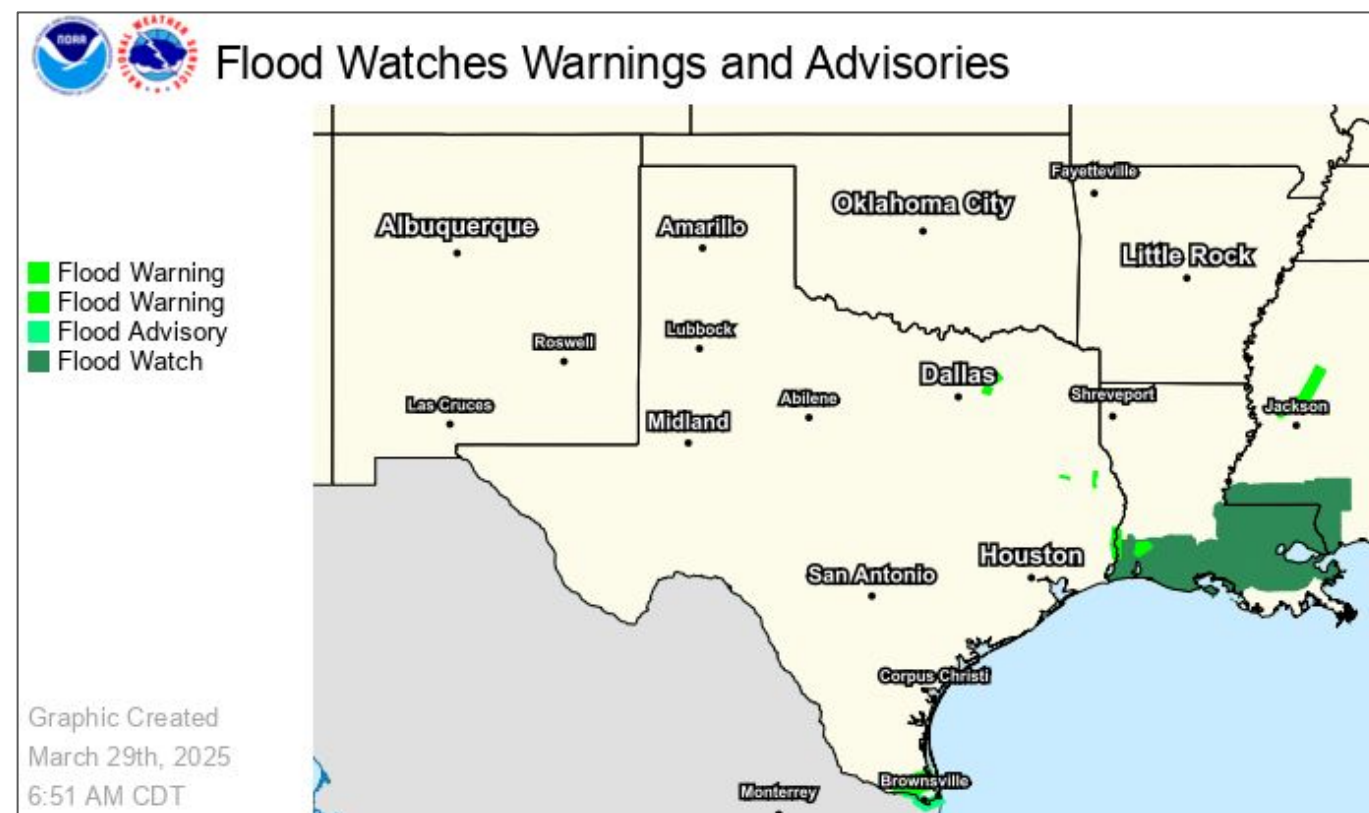 NOAA
NATIONAL WEATHER SERVICE
Flood Watches Warnings and Advisories
Flood Warning
Flood Warning
Flood Advisory
Flood Watch
Fayetteville
Oklahoma City
Albuquerque
Amarillo
Little Rock
Lubbock
Roswell
Dallas
Shreveport
Abilene
Las Cruces
Jackson
Midland
Houston
San Antonio
Corpus Christi
Brownsville
Monterrey
Graphic Created
March 29th, 2025
6:51 AM CDT